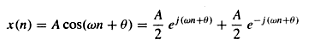 x(n) = A cos(ωn + θ) = A/2 e^{j(ωn+θ)} + A/2 e^{−j(ωn+θ)}